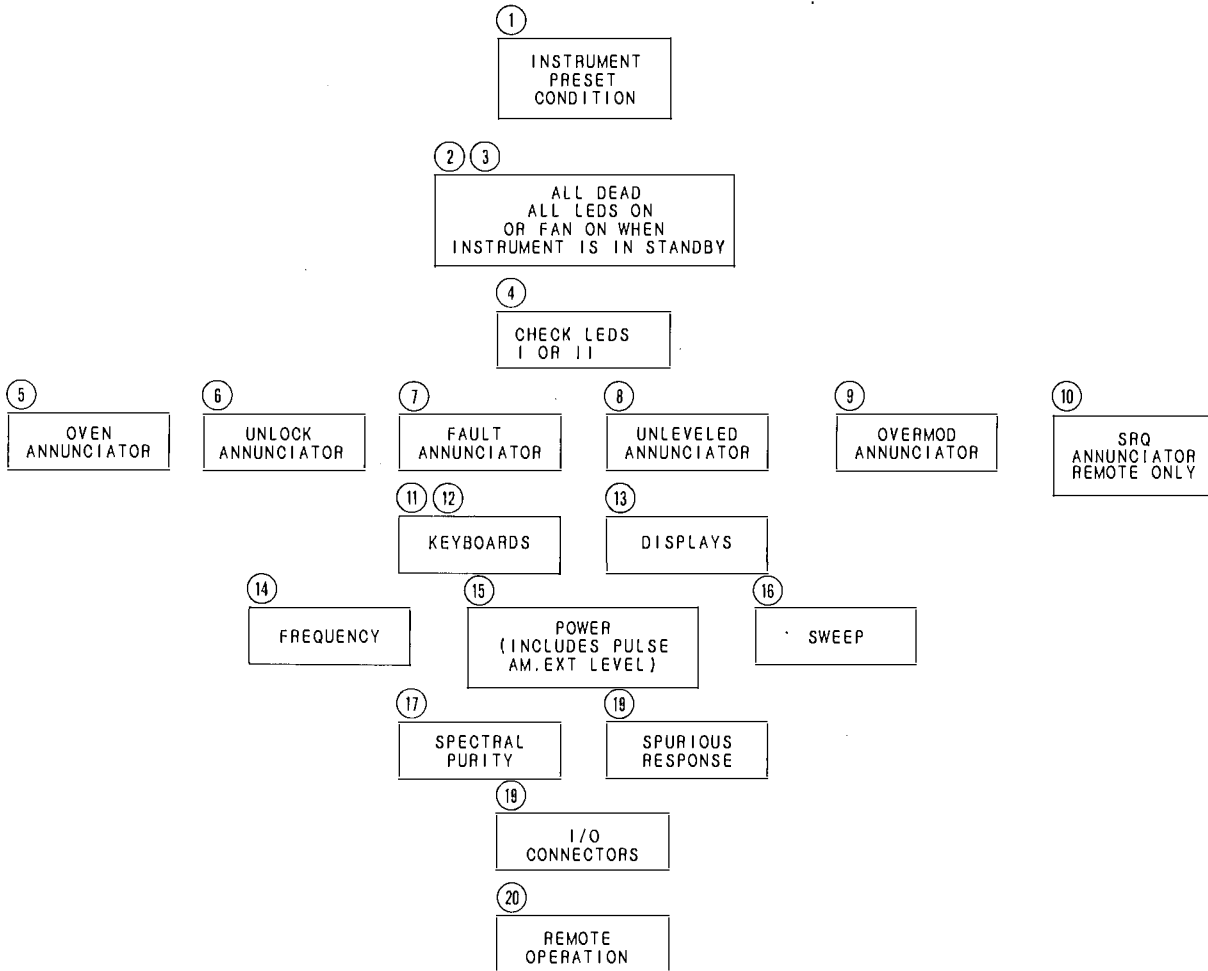 1
INSTRUMENT
PRESET
CONDITION
2 3
ALL DEAD
ALL LEDS ON
OR FAN ON WHEN
INSTRUMENT IS IN STANDBY
4
CHECK LEDS
I OR II
5
OVEN
ANNUNCIATOR
6
UNLOCK
ANNUNCIATOR
7
FAULT
ANNUNCIATOR
8
UNLEVELED
ANNUNCIATOR
9
OVERMOD
ANNUNCIATOR
10
SRQ
ANNUNCIATOR
REMOTE ONLY
11 12
KEYBOARDS
13
DISPLAYS
14
FREQUENCY
15
POWER
(INCLUDES PULSE
AM.EXT LEVEL)
16
SWEEP
17
SPECTRAL
PURITY
19
SPURIOUS
RESPONSE
19
I/O
CONNECTORS
20
REMOTE
OPERATION